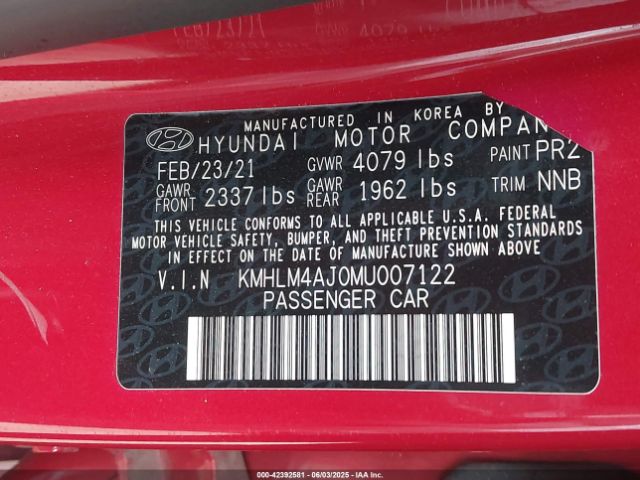 MANUFACTURED IN KOREA BY
HYUNDAI MOTOR COMPAN
FEB/23/21 GVWR 4079 lbs PAINT PR2
GAWR FRONT 2337 lbs GAWR REAR 1962 lbs TRIM NNB
THIS VEHICLE CONFORMS TO ALL APPLICABLE U.S.A. FEDERAL
MOTOR VEHICLE SAFETY, BUMPER, AND THEFT PREVENTION STANDARDS
IN EFFECT ON THE DATE OF MANUFACTURE SHOWN ABOVE.
V.I.N KMHLM4AJ0MU007122
PASSENGER CAR
000-42392581 - 06/03/2025 - COPYRIGHT © IAA, LLC.